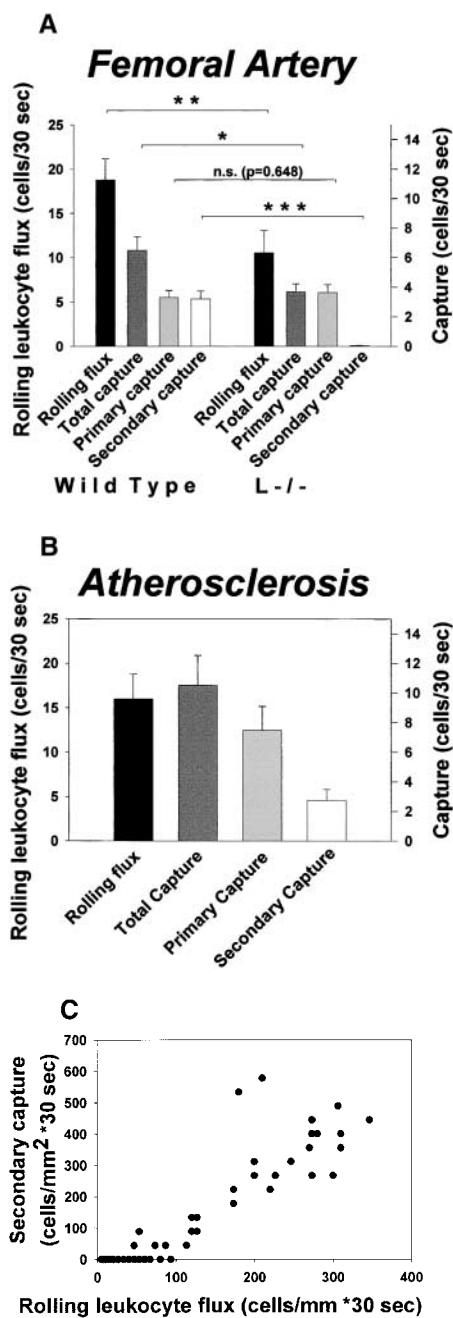 A
Femoral Artery
* *
*
n.s. (p=0.648)
* * *
Rolling leukocyte flux (cells/30 sec)
25
20
15
10
5
0
Capture (cells/30 sec)
14
12
10
8
6
4
2
0
Rolling flux
Total capture
Primary capture
Secondary capture
Rolling flux
Total capture
Primary capture
Secondary capture
Wild Type
L -/-
B
Atherosclerosis
Rolling leukocyte flux (cells/30 sec)
25
20
15
10
5
0
Capture (cells/30 sec)
14
12
10
8
6
4
2
0
Rolling flux
Total Capture
Primary Capture
Secondary Capture
C
Secondary capture
(cells/mm2 *30 sec)
700
600
500
400
300
200
100
0
0
100
200
300
400
Rolling leukocyte flux (cells/mm *30 sec)